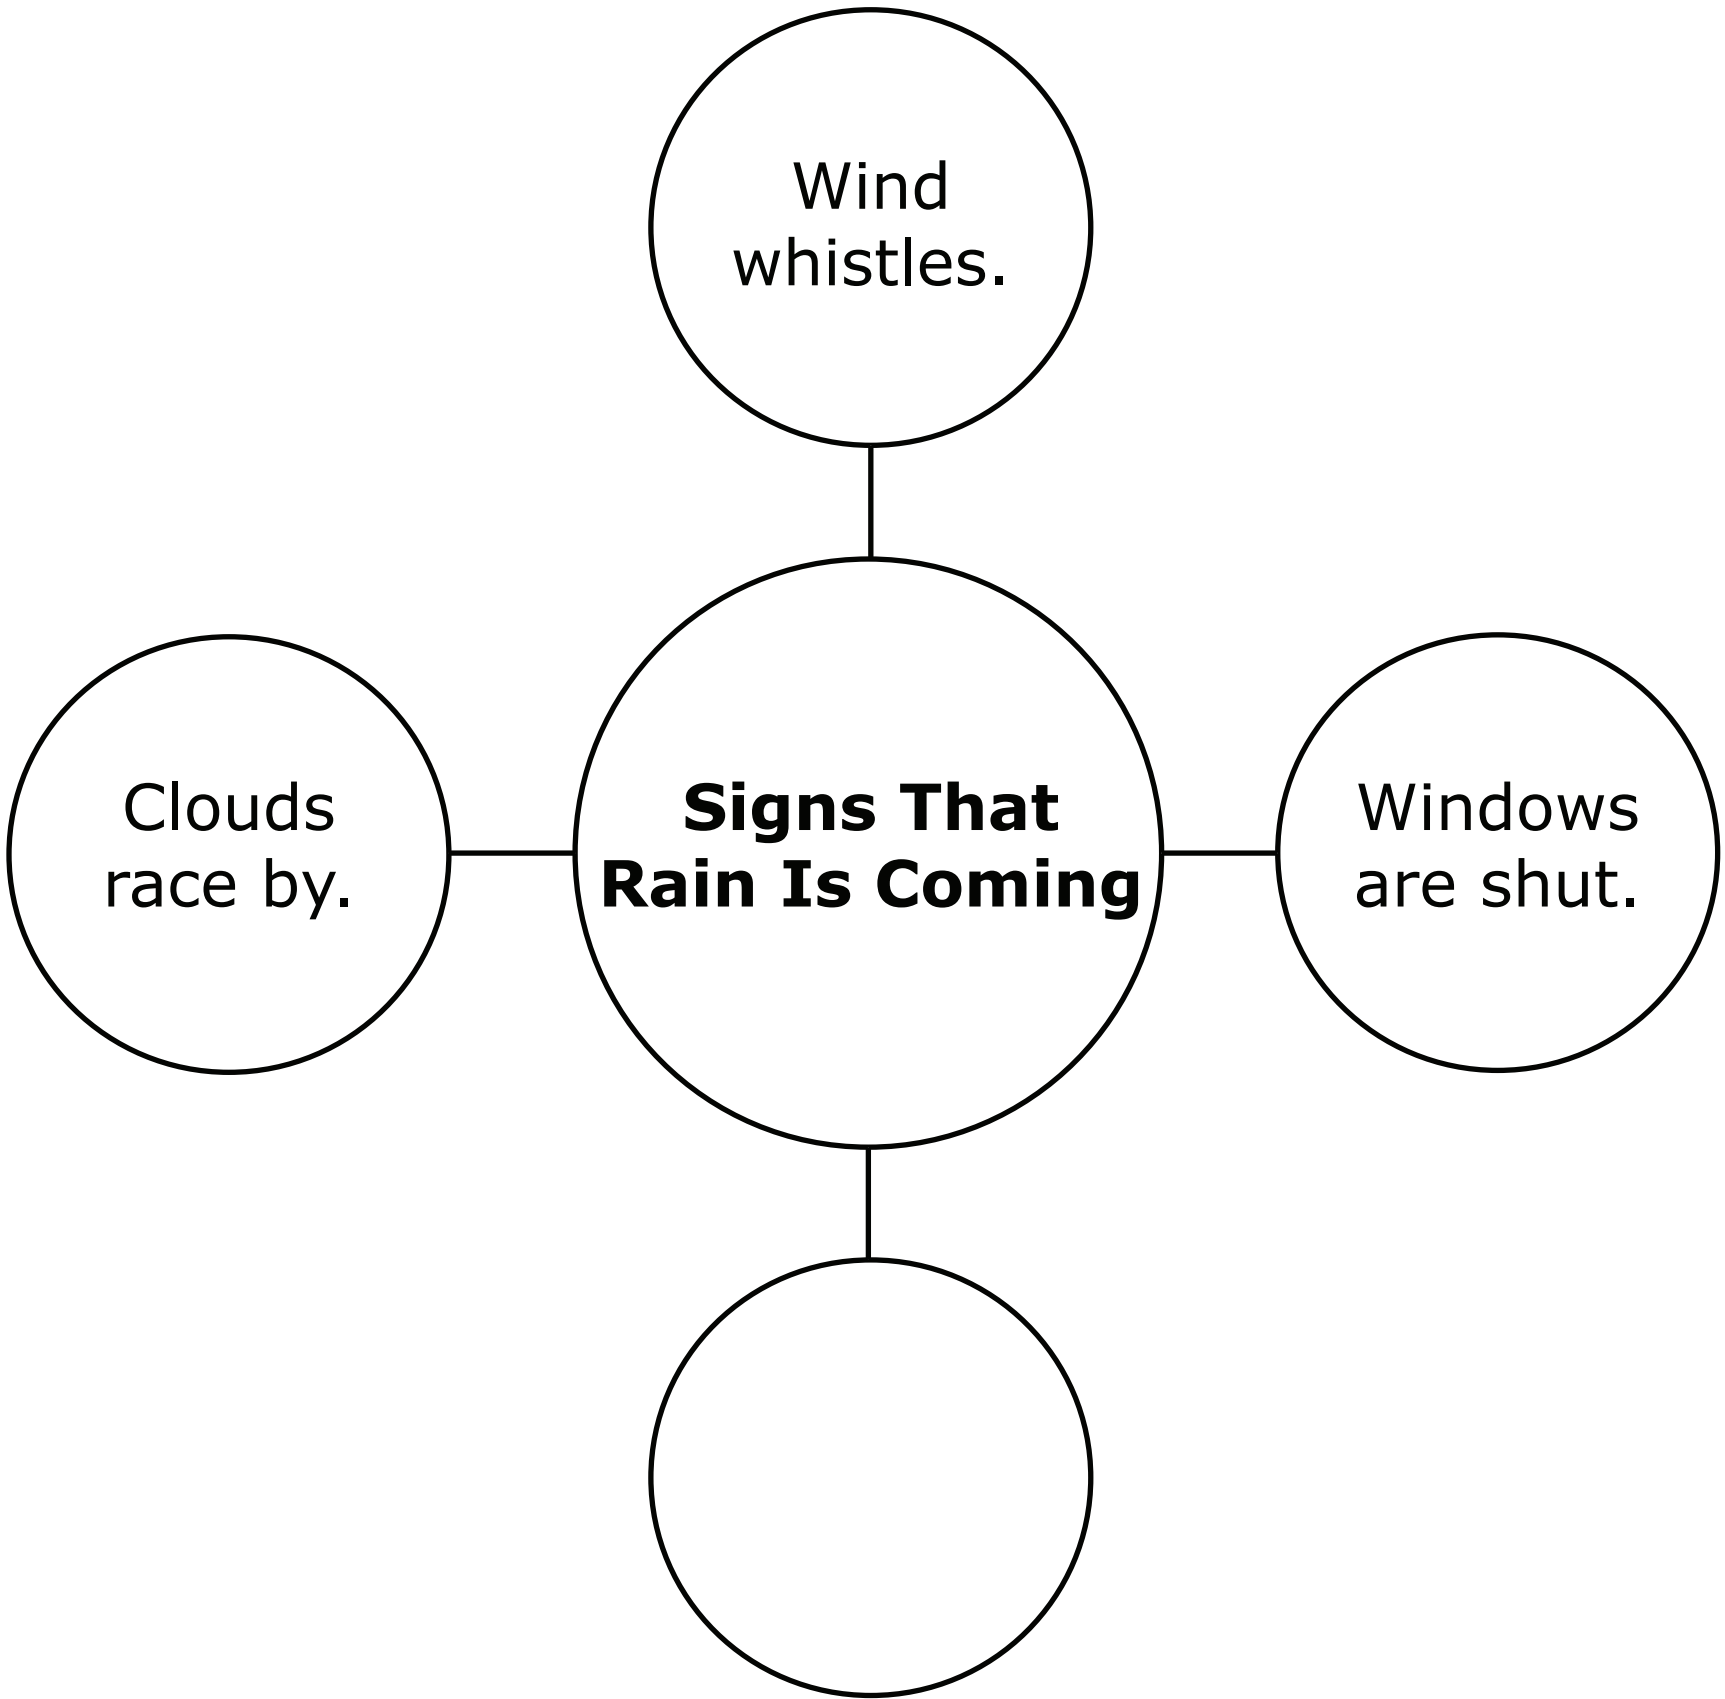 Wind
whistles.
Clouds
race by.
Signs That
Rain Is Coming
Windows
are shut.